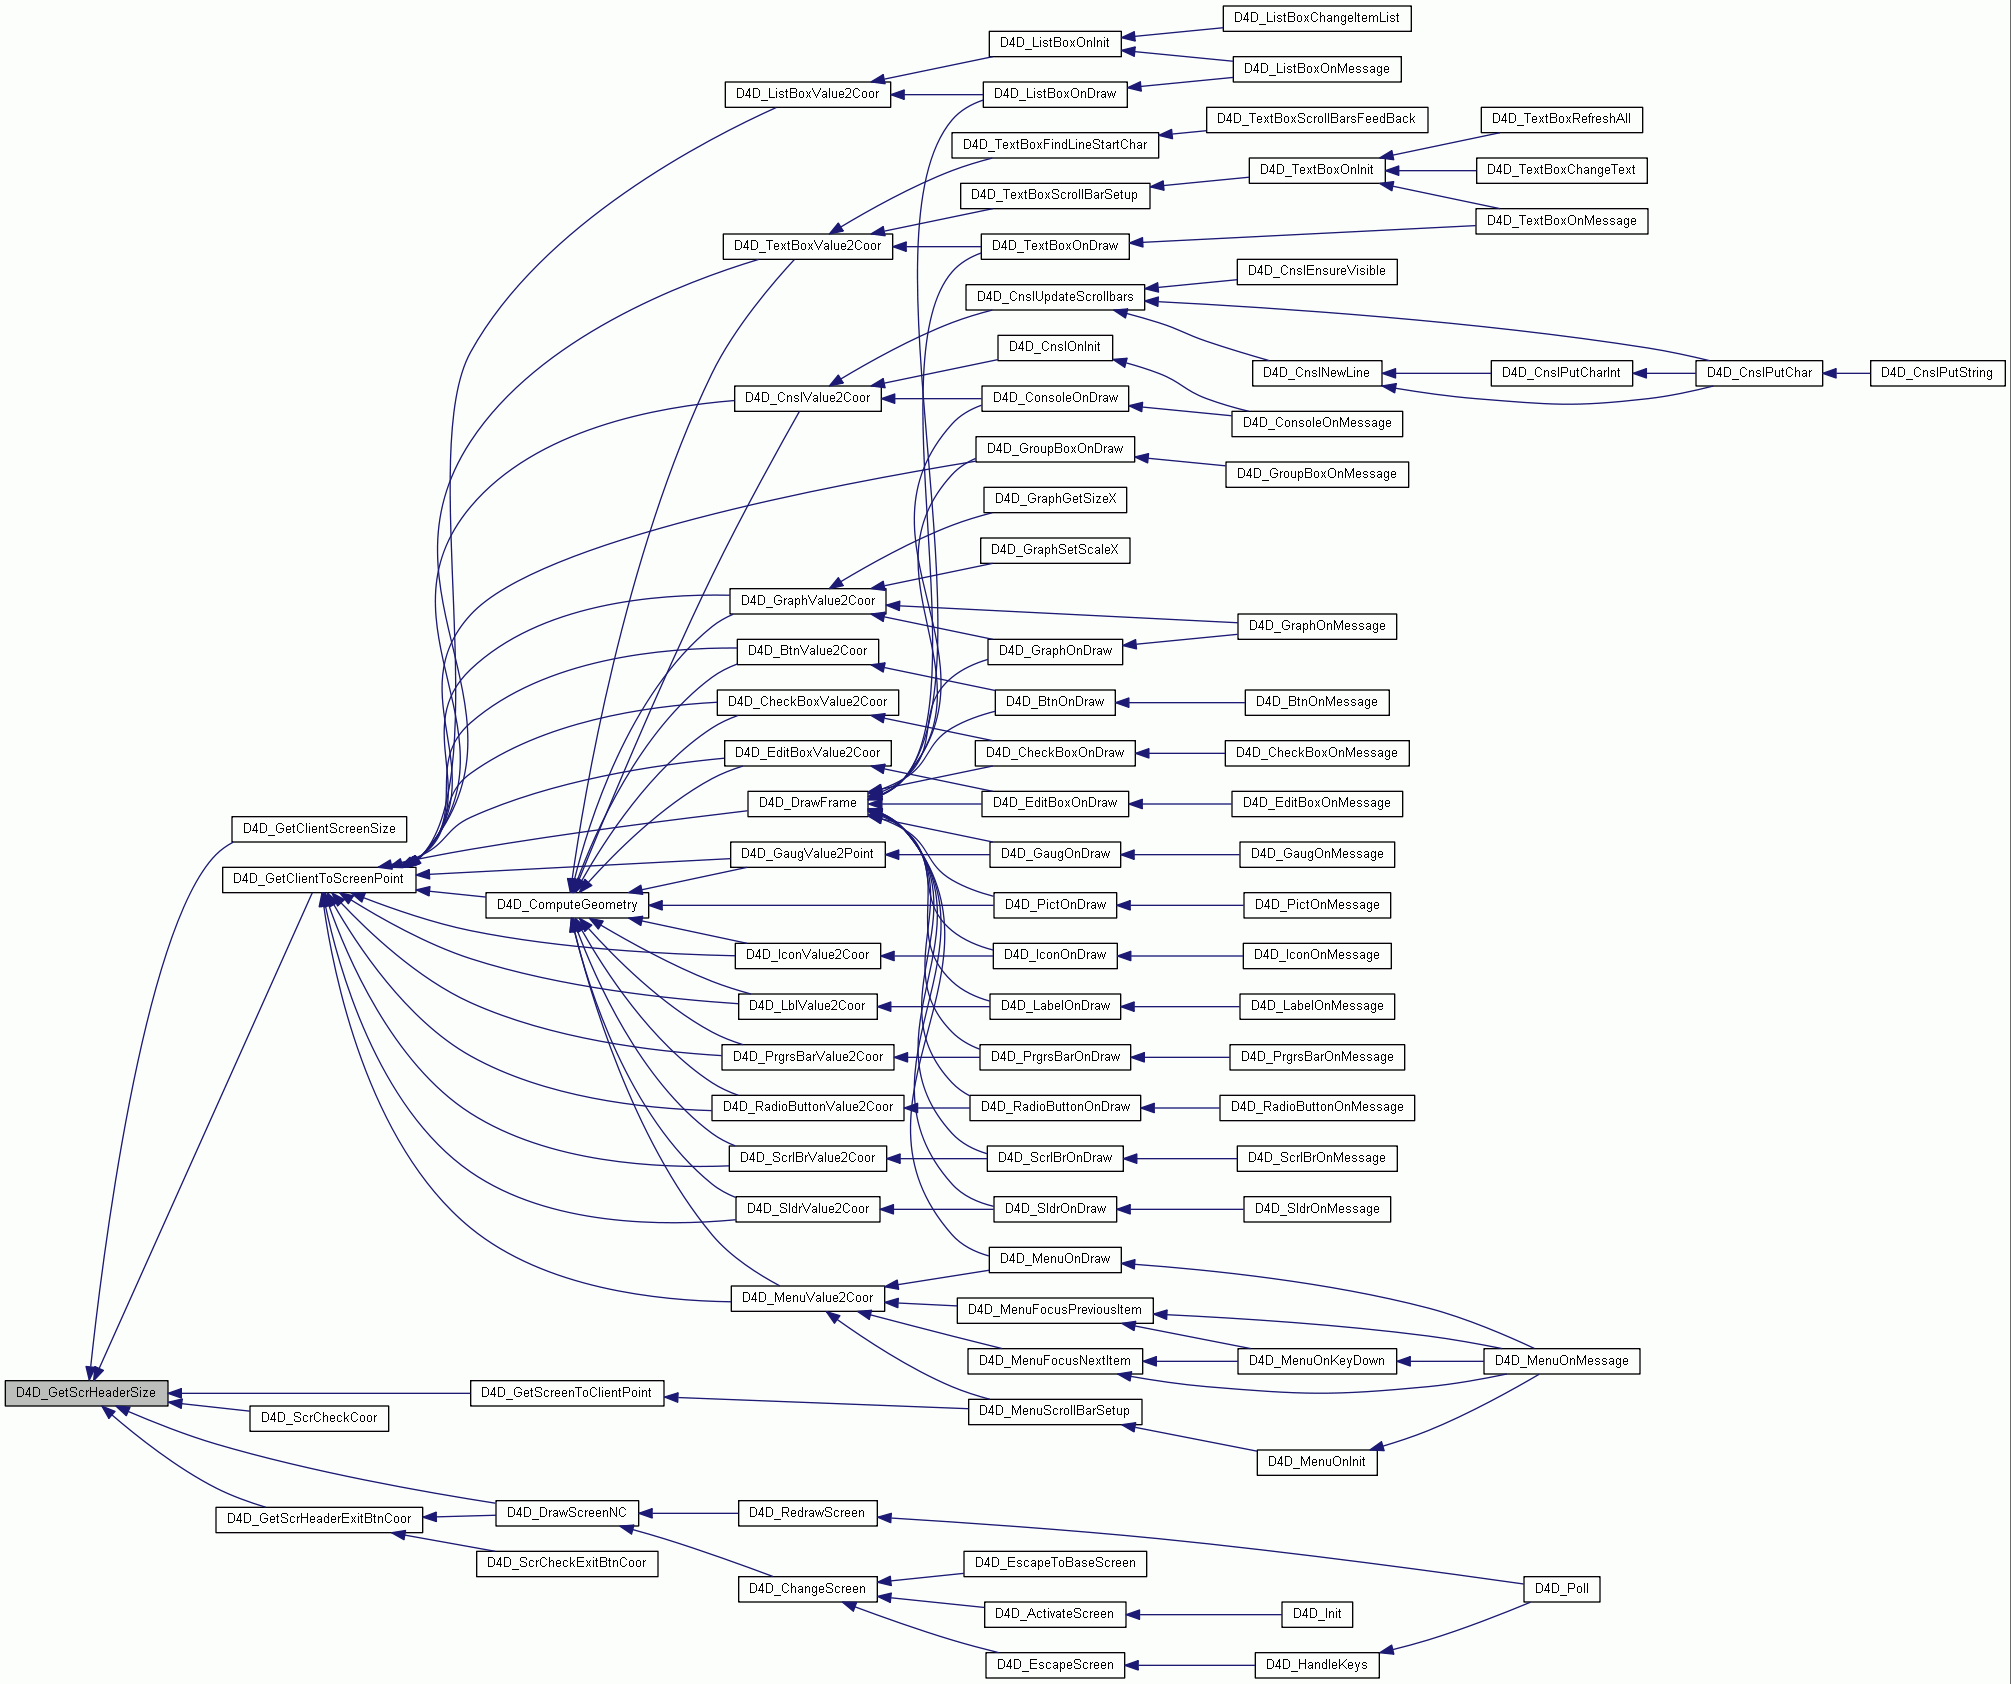 D4D_ListBoxChangeItemList
D4D_ListBoxOnInit
D4D_ListBoxOnMessage
D4D_ListBoxValue2Coor
D4D_ListBoxOnDraw
D4D_TextBoxScrollBarsFeedBack
D4D_TextBoxRefreshAll
D4D_TextBoxFindLineStartChar
D4D_TextBoxOnInit
D4D_TextBoxChangeText
D4D_TextBoxScrollBarSetup
D4D_TextBoxOnMessage
D4D_TextBoxValue2Coor
D4D_TextBoxOnDraw
D4D_CnslEnsureVisible
D4D_CnslUpdateScrollbars
D4D_CnslOnInit
D4D_CnslNewLine
D4D_CnslPutCharInt
D4D_CnslPutChar
D4D_CnslPutString
D4D_CnslValue2Coor
D4D_ConsoleOnDraw
D4D_ConsoleOnMessage
D4D_GroupBoxOnDraw
D4D_GroupBoxOnMessage
D4D_GraphGetSizeX
D4D_GraphSetScaleX
D4D_GraphValue2Coor
D4D_GraphOnMessage
D4D_BtnValue2Coor
D4D_GraphOnDraw
D4D_CheckBoxValue2Coor
D4D_BtnOnDraw
D4D_BtnOnMessage
D4D_EditBoxValue2Coor
D4D_CheckBoxOnDraw
D4D_CheckBoxOnMessage
D4D_DrawFrame
D4D_EditBoxOnDraw
D4D_EditBoxOnMessage
D4D_GetClientScreenSize
D4D_GaugValue2Point
D4D_GaugOnDraw
D4D_GaugOnMessage
D4D_GetClientToScreenPoint
D4D_ComputeGeometry
D4D_PictOnDraw
D4D_PictOnMessage
D4D_IconValue2Coor
D4D_IconOnDraw
D4D_IconOnMessage
D4D_LblValue2Coor
D4D_LabelOnDraw
D4D_LabelOnMessage
D4D_PrgrsBarValue2Coor
D4D_PrgrsBarOnDraw
D4D_PrgrsBarOnMessage
D4D_RadioButtonValue2Coor
D4D_RadioButtonOnDraw
D4D_RadioButtonOnMessage
D4D_ScrlBrValue2Coor
D4D_ScrlBrOnDraw
D4D_ScrlBrOnMessage
D4D_SldrValue2Coor
D4D_SldrOnDraw
D4D_SldrOnMessage
D4D_MenuOnDraw
D4D_MenuValue2Coor
D4D_MenuFocusPreviousItem
D4D_MenuFocusNextItem
D4D_MenuOnKeyDown
D4D_MenuOnMessage
D4D_GetScrHeaderSize
D4D_GetScreenToClientPoint
D4D_ScrCheckCoor
D4D_MenuScrollBarSetup
D4D_MenuOnInit
D4D_GetScrHeaderExitBtnCoor
D4D_DrawScreenNC
D4D_RedrawScreen
D4D_ScrCheckExitBtnCoor
D4D_EscapeToBaseScreen
D4D_ChangeScreen
D4D_Poll
D4D_ActivateScreen
D4D_Init
D4D_EscapeScreen
D4D_HandleKeys